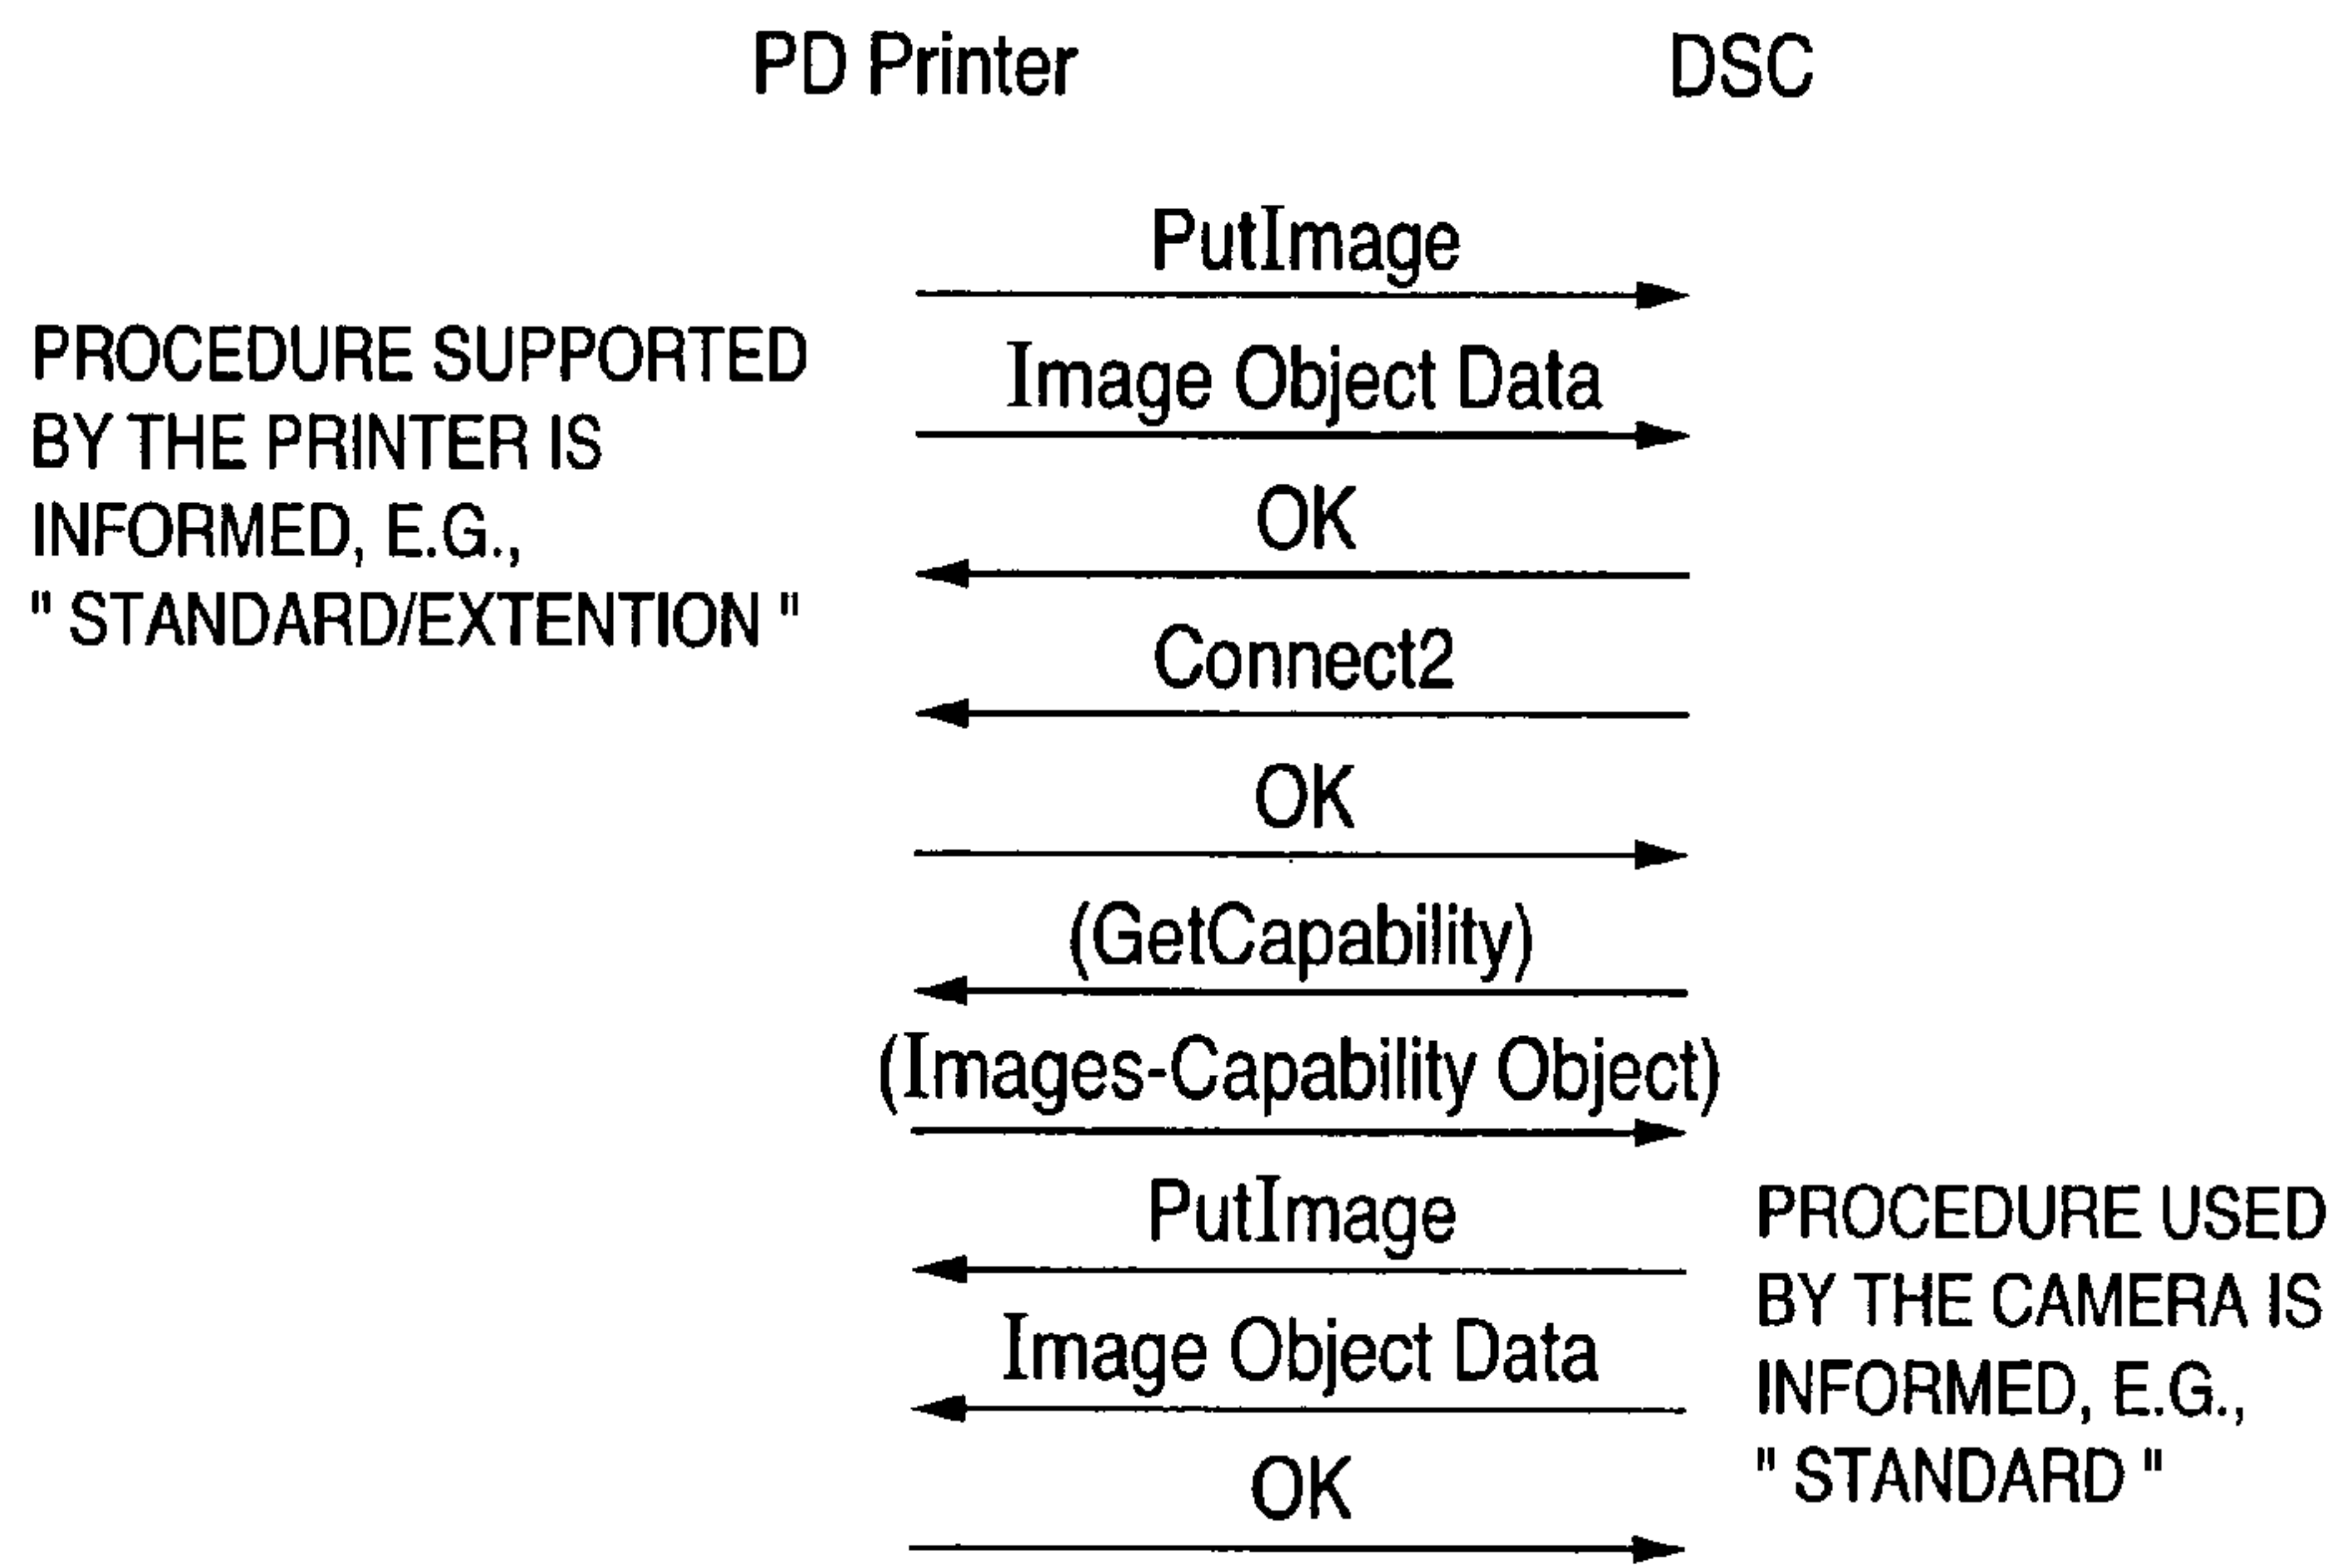 PD Printer DSC
PutImage
PROCEDURE SUPPORTED
BY THE PRINTER IS
INFORMED, E.G.,
" STANDARD/EXTENTION "
Image Object Data
OK
Connect2
OK
(GetCapability)
(Images-Capability Object)
PutImage
PROCEDURE USED
BY THE CAMERA IS
INFORMED, E.G.,
" STANDARD "
Image Object Data
OK